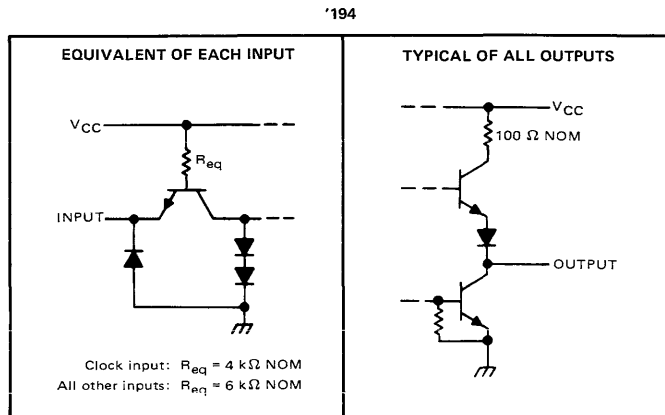 '194
EQUIVALENT OF EACH INPUT
VCC
Req
INPUT
Clock input: Req = 4 kΩ NOM
All other inputs: Req = 6 kΩ NOM
TYPICAL OF ALL OUTPUTS
VCC
100 Ω NOM
OUTPUT